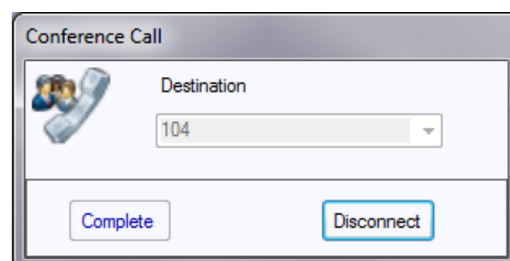 Conference Call
Destination
104
Complete
Disconnect